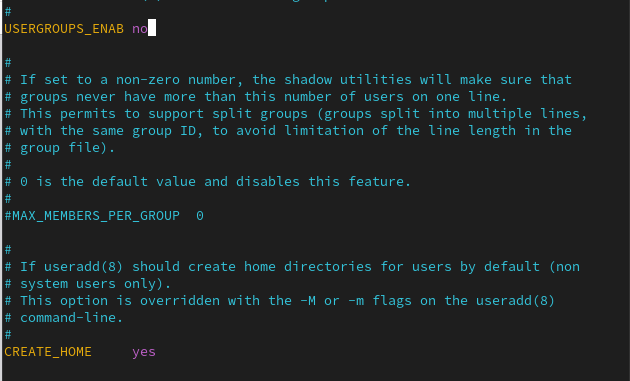 #
USERGROUPS_ENAB no
#
# If set to a non-zero number, the shadow utilities will make sure that
# groups never have more than this number of users on one line.
# This permits to support split groups (groups split into multiple lines,
# with the same group ID, to avoid limitation of the line length in the
# group file).
#
# 0 is the default value and disables this feature.
#
#MAX_MEMBERS_PER_GROUP  0
#
# If useradd(8) should create home directories for users by default (non
# system users only).
# This option is overridden with the -M or -m flags on the useradd(8)
# command-line.
#
CREATE_HOME     yes